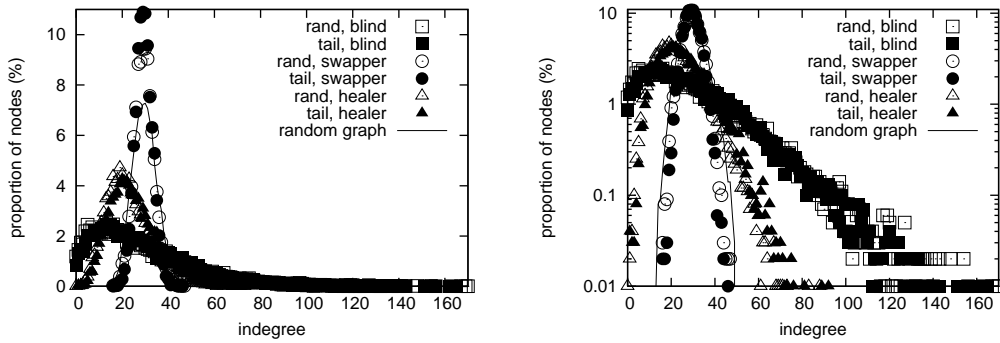 proportion of nodes (%)
11
10
8
6
4
2
0
0 20 40 60 80 100 120 140 160
indegree
rand, blind
tail, blind
rand, swapper
tail, swapper
rand, healer
tail, healer
random graph
proportion of nodes (%)
10
1
0.1
0.01
0 20 40 60 80 100 120 140 160
indegree
rand, blind
tail, blind
rand, swapper
tail, swapper
rand, healer
tail, healer
random graph